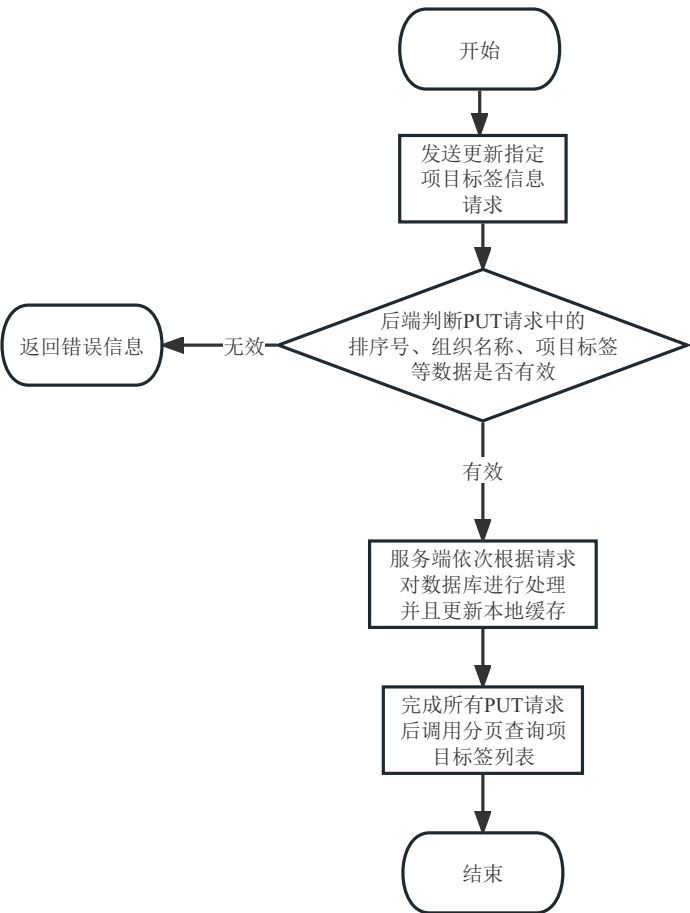 开始
发送更新指定
项目标签信息
请求
后端判断PUT请求中的
排序号、组织名称、项目标签
等数据是否有效
无效
返回错误信息
有效
服务端依次根据请求
对数据库进行处理
并且更新本地缓存
完成所有PUT请求
后调用分页查询项
目标签列表
结束